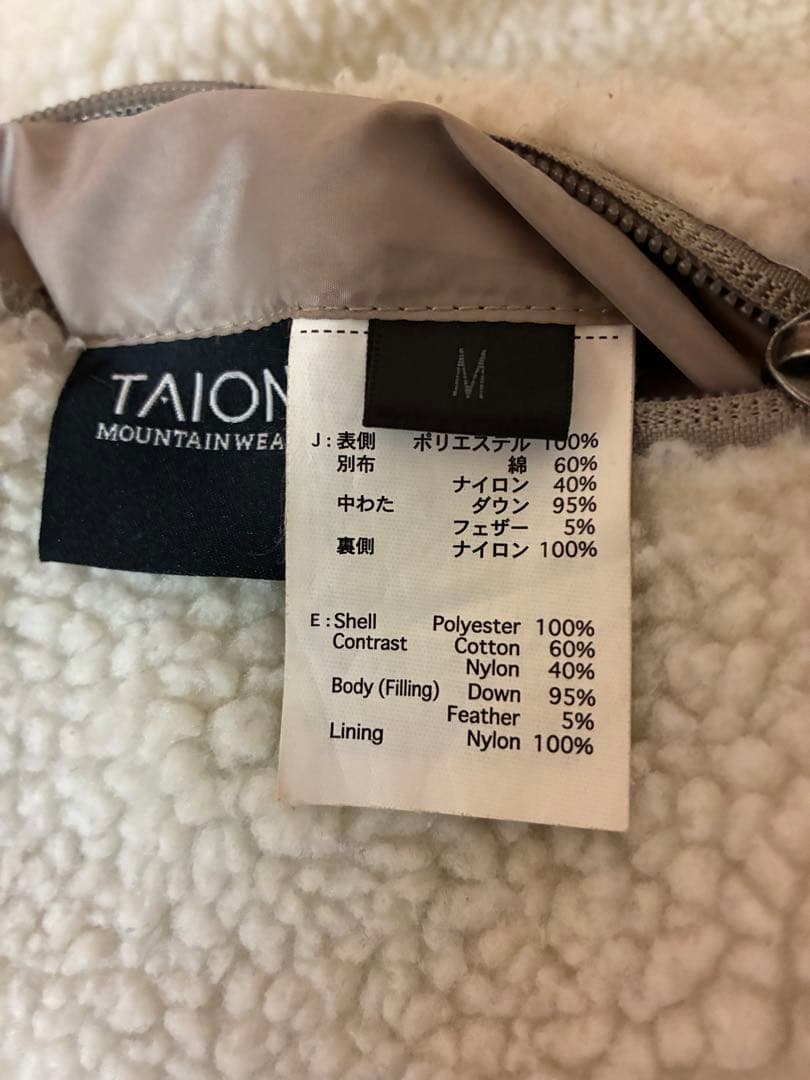 TAION
MOUNTAINWEA
M
J:表側 ポリエステル 100%
別布 綿 60%
ナイロン 40%
中わた ダウン 95%
フェザー 5%
裏側 ナイロン 100%
E:Shell Polyester 100%
Contrast Cotton 60%
Nylon 40%
Body (Filling) Down 95%
Feather 5%
Lining Nylon 100%